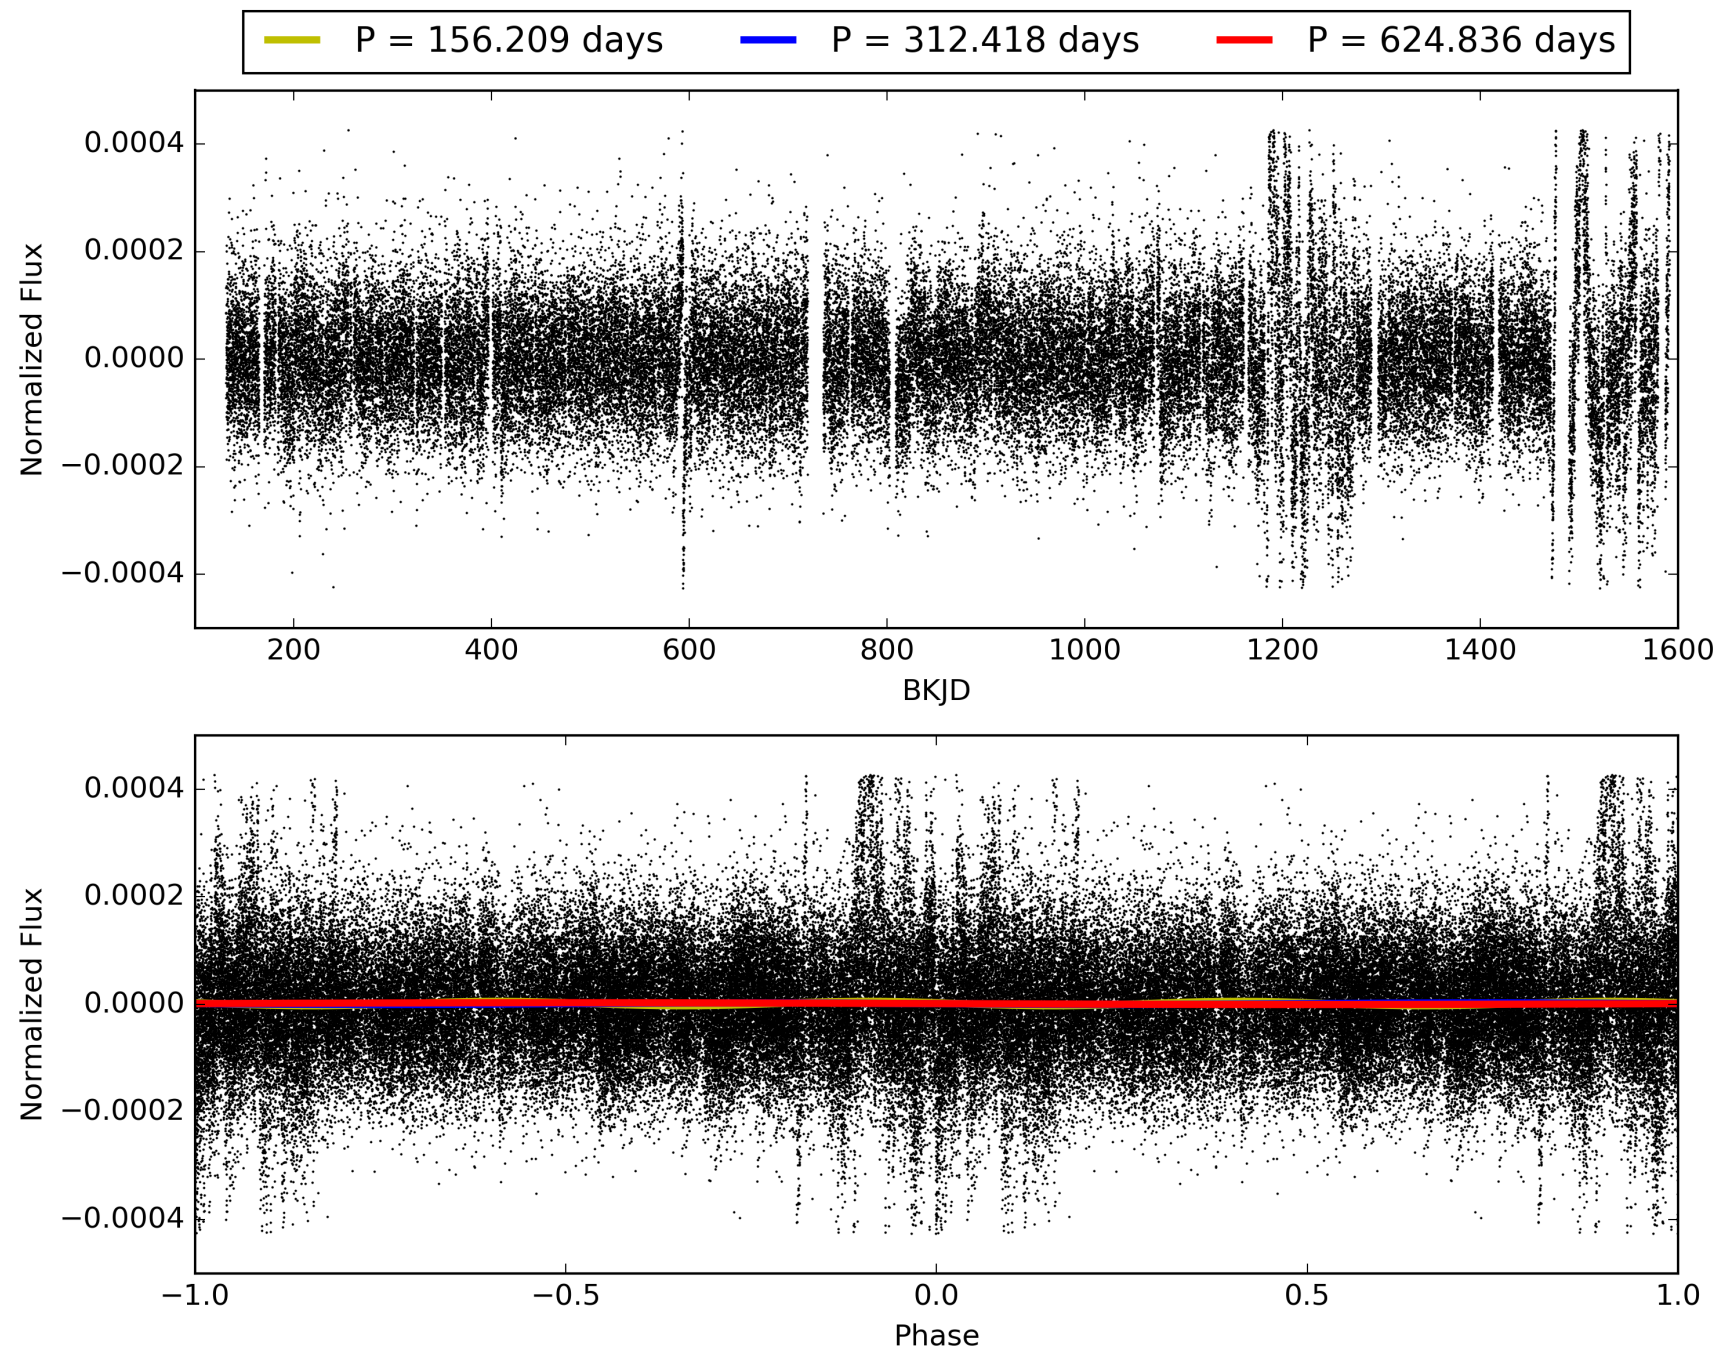 P = 156.209 days P = 312.418 days P = 624.836 days
0.0004
0.0002
0.0000
−0.0002
−0.0004
Normalized Flux
200 400 600 800 1000 1200 1400 1600
BKJD
0.0004
0.0002
0.0000
−0.0002
−0.0004
Normalized Flux
−1.0 −0.5 0.0 0.5 1.0
Phase